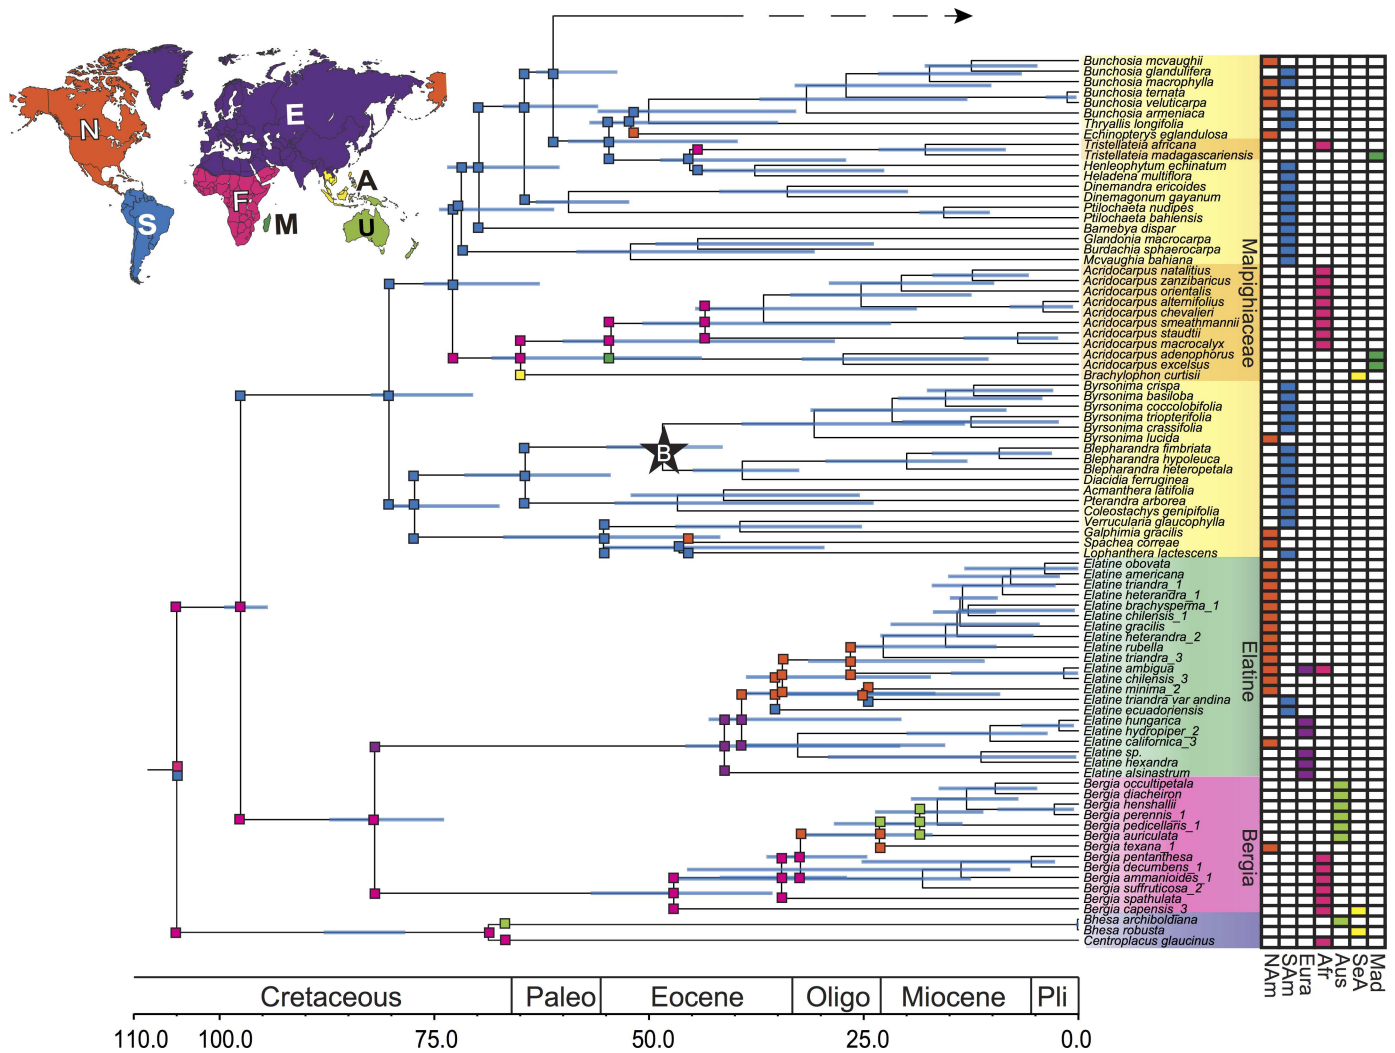 N
E
A
F
S
M
U
B
Bunchosia mcvaughii
Bunchosia glandulifera
Bunchosia macrophylla
Bunchosia ternata
Bunchosia veluticarpa
Bunchosia armeniaca
Thryallis longifolia
Echinopterys eglandulosa
Tristellateia africana
Tristellateia madagascariensis
Henleophytum echinatum
Heladena multiflora
Dinemandra ericoides
Dinemagonum gayanum
Ptilochaeta nudipes
Ptilochaeta bahiensis
Barnebya dispar
Glandonia macrocarpa
Burdachia sphaerocarpa
Mcvaughia bahiana
Acridocarpus natalitius
Acridocarpus zanzibaricus
Acridocarpus orientalis
Acridocarpus alternifolius
Acridocarpus chevalieri
Acridocarpus smeathmannii
Acridocarpus staudtii
Acridocarpus macrocalyx
Acridocarpus adenophorus
Acridocarpus excelsus
Brachylophon curtisii
Byrsonima crispa
Byrsonima basiloba
Byrsonima coccolobifolia
Byrsonima triopterifolia
Byrsonima crassifolia
Byrsonima lucida
Blepharandra fimbriata
Blepharandra hypoleuca
Blepharandra heteropetala
Diacidia ferruginea
Acmanthera latifolia
Pterandra arborea
Coleostachys genipifolia
Verrucularia glaucophylla
Galphimia gracilis
Spachea correae
Lophanthera lactescens
Elatine obovata
Elatine americana
Elatine triandra_1
Elatine heterandra_1
Elatine brachysperma_1
Elatine chilensis_1
Elatine gracilis
Elatine heterandra_2
Elatine rubella
Elatine triandra_3
Elatine ambigua
Elatine chilensis_3
Elatine minima_2
Elatine triandra var andina
Elatine ecuadoriensis
Elatine hungarica
Elatine hydropiper_2
Elatine californica_3
Elatine sp.
Elatine hexandra
Elatine alsinastrum
Bergia occultipetala
Bergia diacheiron
Bergia henshallii
Bergia perennis_1
Bergia pedicellaris_1
Bergia auriculata
Bergia texana_1
Bergia pentanthesa
Bergia decumbens_1
Bergia ammanioides_1
Bergia suffruticosa_2
Bergia spathulata
Bergia capensis_3
Bhesa archiboldiana
Bhesa robusta
Centroplacus glaucinus
Malpighiaceae
Elatine
Bergia
NAm
SAm
Eura
Afr
Aus
SeA
Mad
Cretaceous Paleo Eocene Oligo Miocene Pli
110.0 100.0 75.0 50.0 25.0 0.0